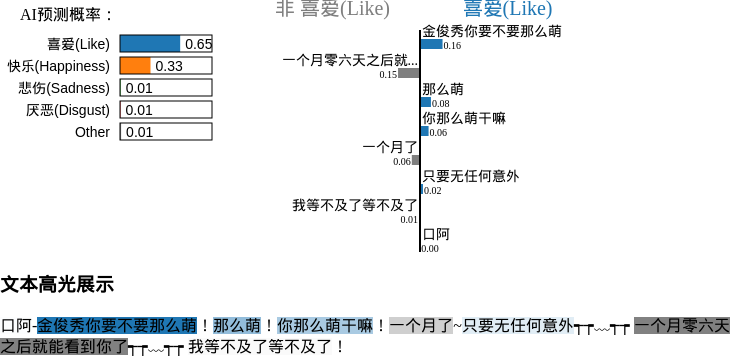 AI预测概率：
喜爱(Like) 0.65
快乐(Happiness) 0.33
悲伤(Sadness) 0.01
厌恶(Disgust) 0.01
Other 0.01
非 喜爱(Like) 喜爱(Like)
金俊秀你要不要那么萌
0.16
一个月零六天之后就...
0.15
那么萌
0.08
你那么萌干嘛
0.06
一个月了
0.06
只要无任何意外
0.02
我等不及了等不及了
0.01
口阿
0.00
文本高光展示
口阿-金俊秀你要不要那么萌！那么萌！你那么萌干嘛！一个月了~只要无任何意外┭┮﹏┭┮ 一个月零六天
之后就能看到你了┭┮﹏┭┮ 我等不及了等不及了！